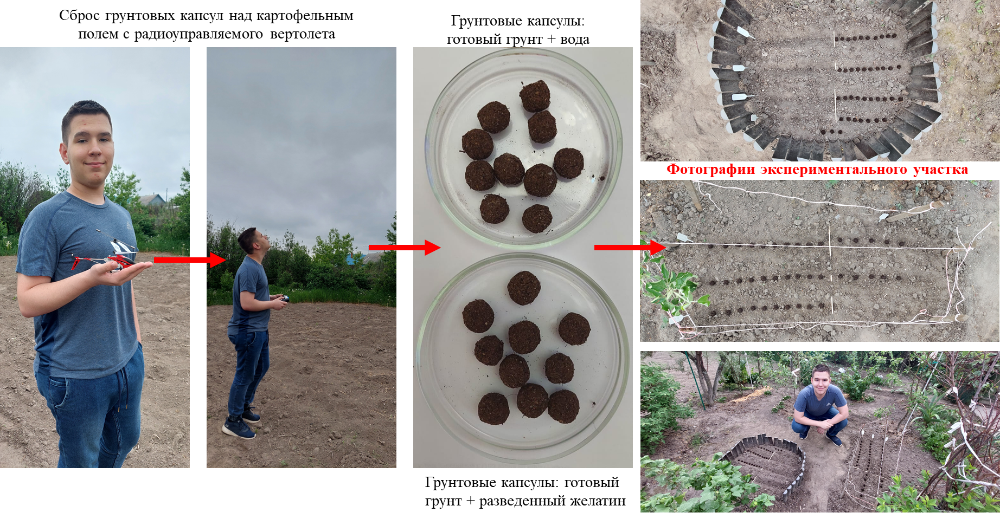 Сброс грунтовых капсул над картофельным
полем с радиоуправляемого вертолета
Грунтовые капсулы:
готовый грунт + вода
Фотографии экспериментального участка
Грунтовые капсулы: готовый
грунт + разведенный желатин